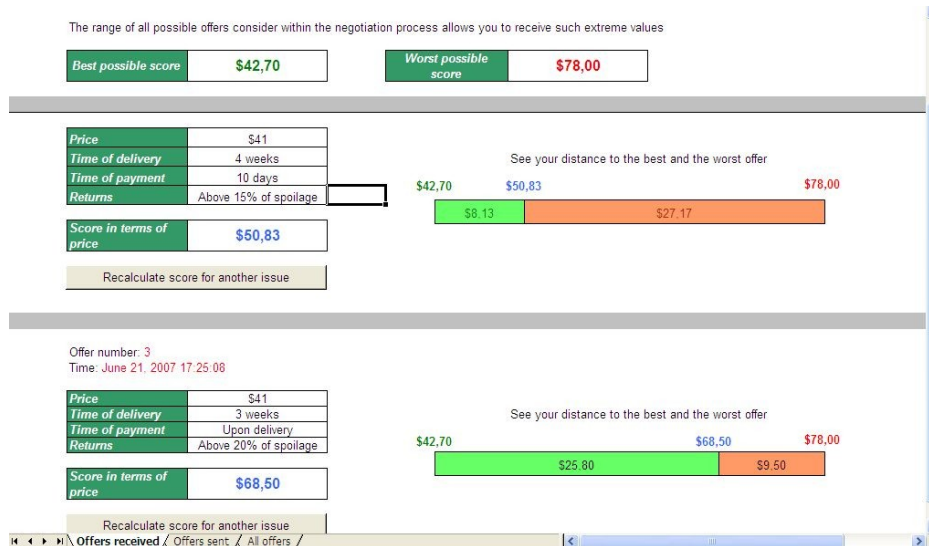 The range of all possible offers consider within the negotiation process allows you to receive such extreme values
Best possible score $42,70
Worst possible score $78,00
Price $41
Time of delivery 4 weeks
Time of payment 10 days
Returns Above 15% of spoilage
Score in terms of price $50,83
Recalculate score for another issue
See your distance to the best and the worst offer
$42,70 $50,83 $78,00
$8.13 $27.17
Offer number: 3
Time: June 21, 2007 17:25:08
Price $41
Time of delivery 3 weeks
Time of payment Upon delivery
Returns Above 20% of spoilage
Score in terms of price $68,50
Recalculate score for another issue
See your distance to the best and the worst offer
$42,70 $68,50 $78,00
$25.80 $9.50
Offers received / Offers sent / All offers /